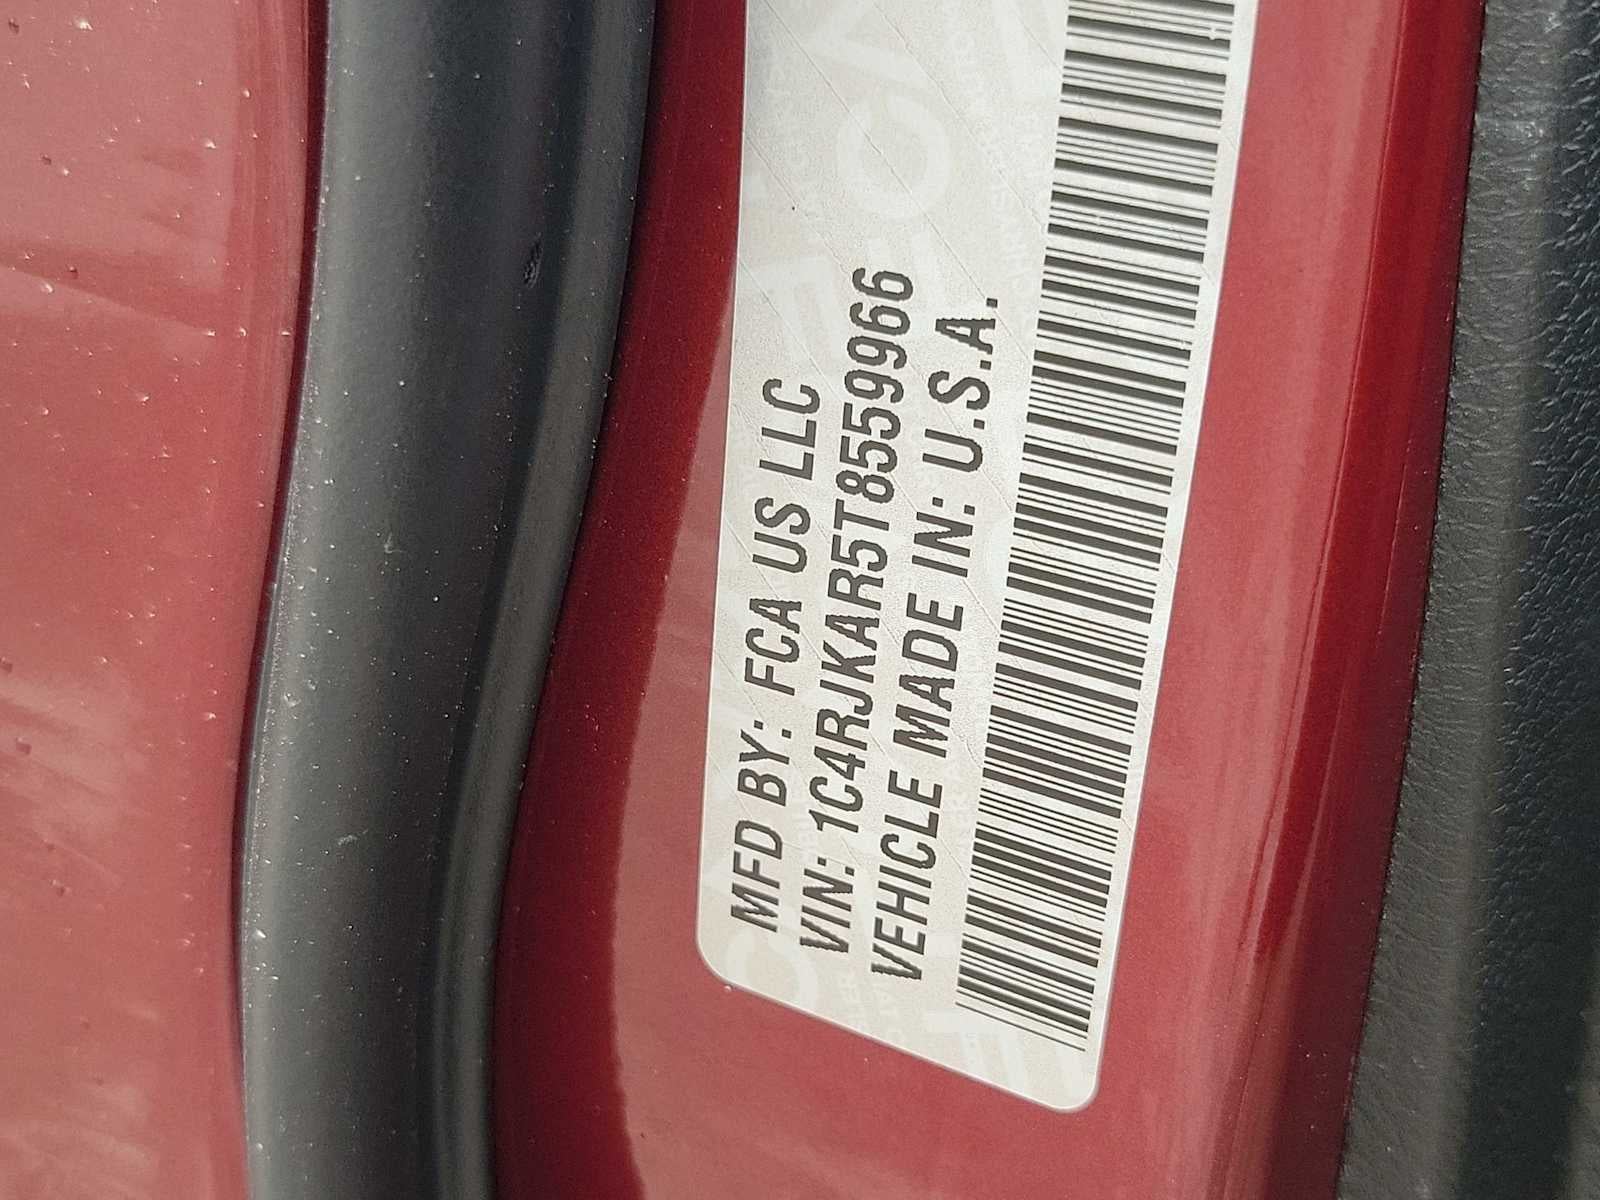 MFD BY: FCA US LLC
VIN: 1C4RJKAR5T8559966
VEHICLE MADE IN: U.S.A.